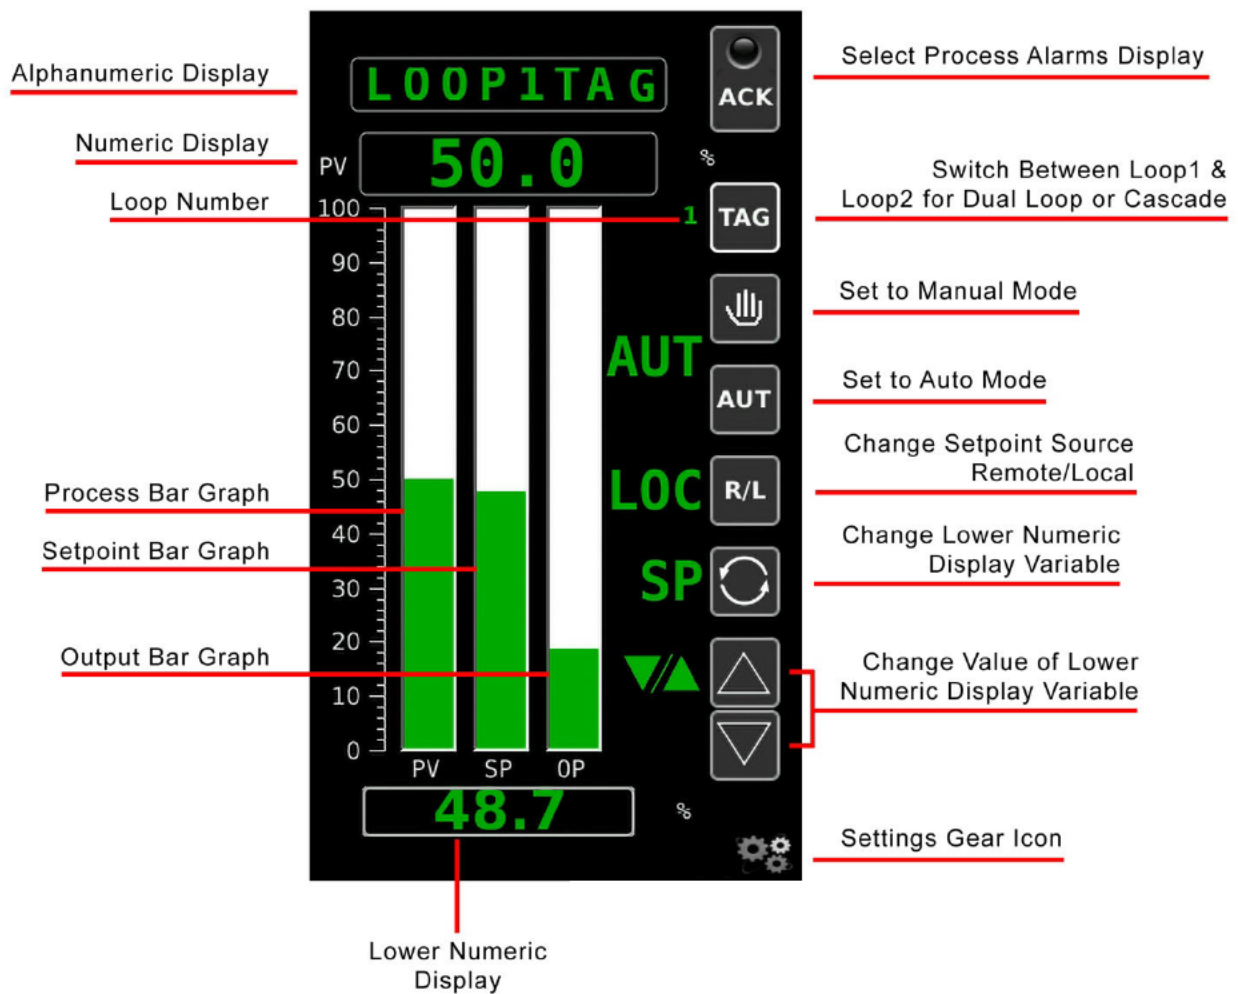 Alphanumeric Display
LOOP1TAG
ACK
Select Process Alarms Display
Numeric Display
PV
50.0
%
Loop Number
1
TAG
Switch Between Loop1 &
Loop2 for Dual Loop or Cascade
100
90
80
70
60
50
40
30
20
10
0
Set to Manual Mode
AUT
AUT
Set to Auto Mode
LOC
R/L
Change Setpoint Source
Remote/Local
Process Bar Graph
Setpoint Bar Graph
SP
Change Lower Numeric
Display Variable
Output Bar Graph
Change Value of Lower
Numeric Display Variable
PV SP OP
48.7
%
Settings Gear Icon
Lower Numeric
Display